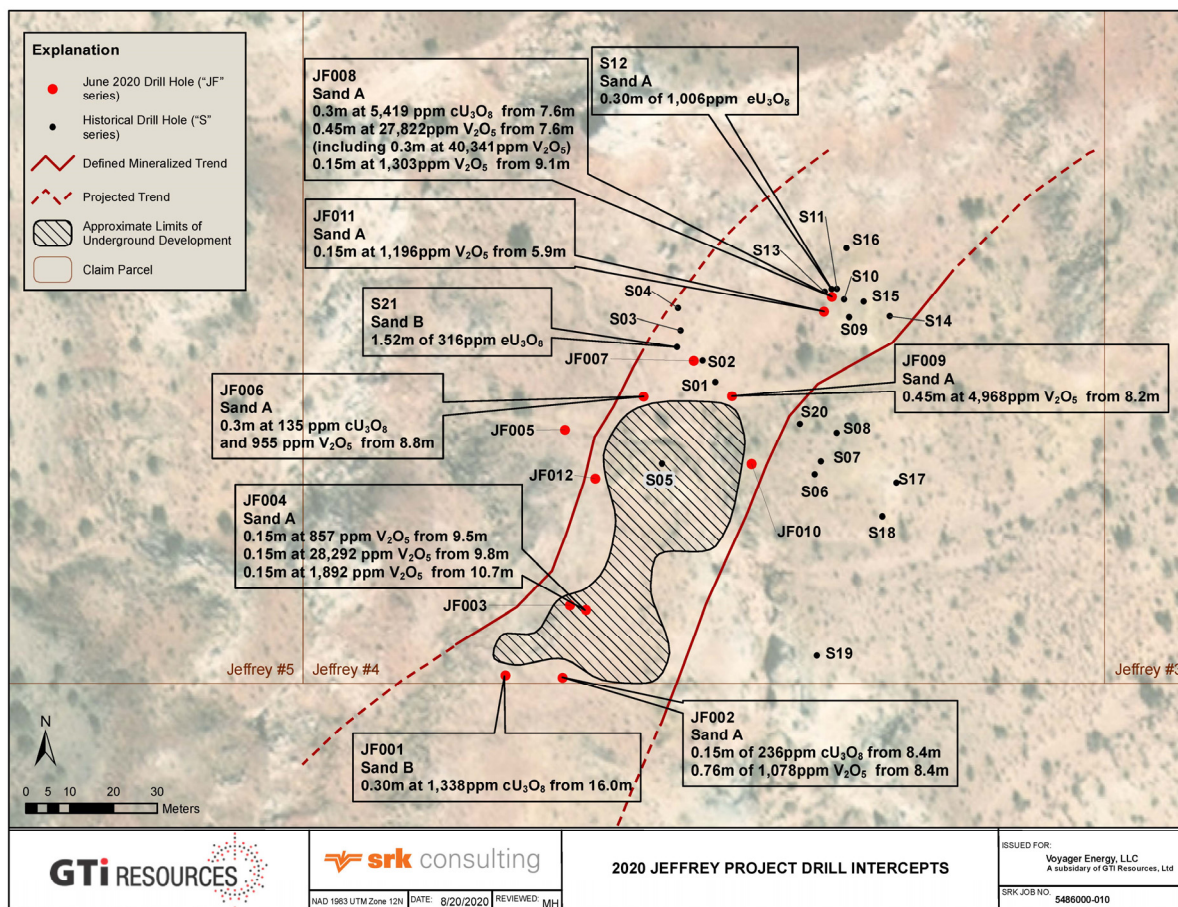 Explanation
June 2020 Drill Hole ("JF"
series)
Historical Drill Hole ("S"
series)
Defined Mineralized Trend
Projected Trend
Approximate Limits of
Underground Development
Claim Parcel
JF008
Sand A
0.3m at 5,419 ppm cU₃O₈ from 7.6m
0.45m at 27,822ppm V₂O₅ from 7.6m
(including 0.3m at 40,341ppm V₂O₅)
0.15m at 1,303ppm V₂O₅ from 9.1m
S12
Sand A
0.30m of 1,006ppm eU₃O₈
JF011
Sand A
0.15m at 1,196ppm V₂O₅ from 5.9m
S21
Sand B
1.52m of 316ppm eU₃O₈
S11
S16
S13
S10
S15
S04
S09
S14
S03
JF007
S02
S01
JF009
Sand A
0.45m at 4,968ppm V₂O₅ from 8.2m
JF006
Sand A
0.3m at 135 ppm cU₃O₈
and 955 ppm V₂O₅ from 8.8m
JF005
S20
S08
S07
S05
JF012
S06
S17
S18
JF010
JF004
Sand A
0.15m at 857 ppm V₂O₅ from 9.5m
0.15m at 28,292 ppm V₂O₅ from 9.8m
0.15m at 1,892 ppm V₂O₅ from 10.7m
JF003
S19
Jeffrey #5
Jeffrey #4
Jeffrey #3
JF001
Sand B
0.30m at 1,338ppm cU₃O₈ from 16.0m
JF002
Sand A
0.15m of 236ppm cU₃O₈ from 8.4m
0.76m of 1,078ppm V₂O₅ from 8.4m
N
0 5 10 20 30
Meters
GTi RESOURCES
srk consulting
NAD 1983 UTM Zone 12N
DATE: 8/20/2020
REVIEWED: MH
2020 JEFFREY PROJECT DRILL INTERCEPTS
ISSUED FOR:
Voyager Energy, LLC
A subsidary of GTI Resources, Ltd
SRK JOB NO.
5486000-010